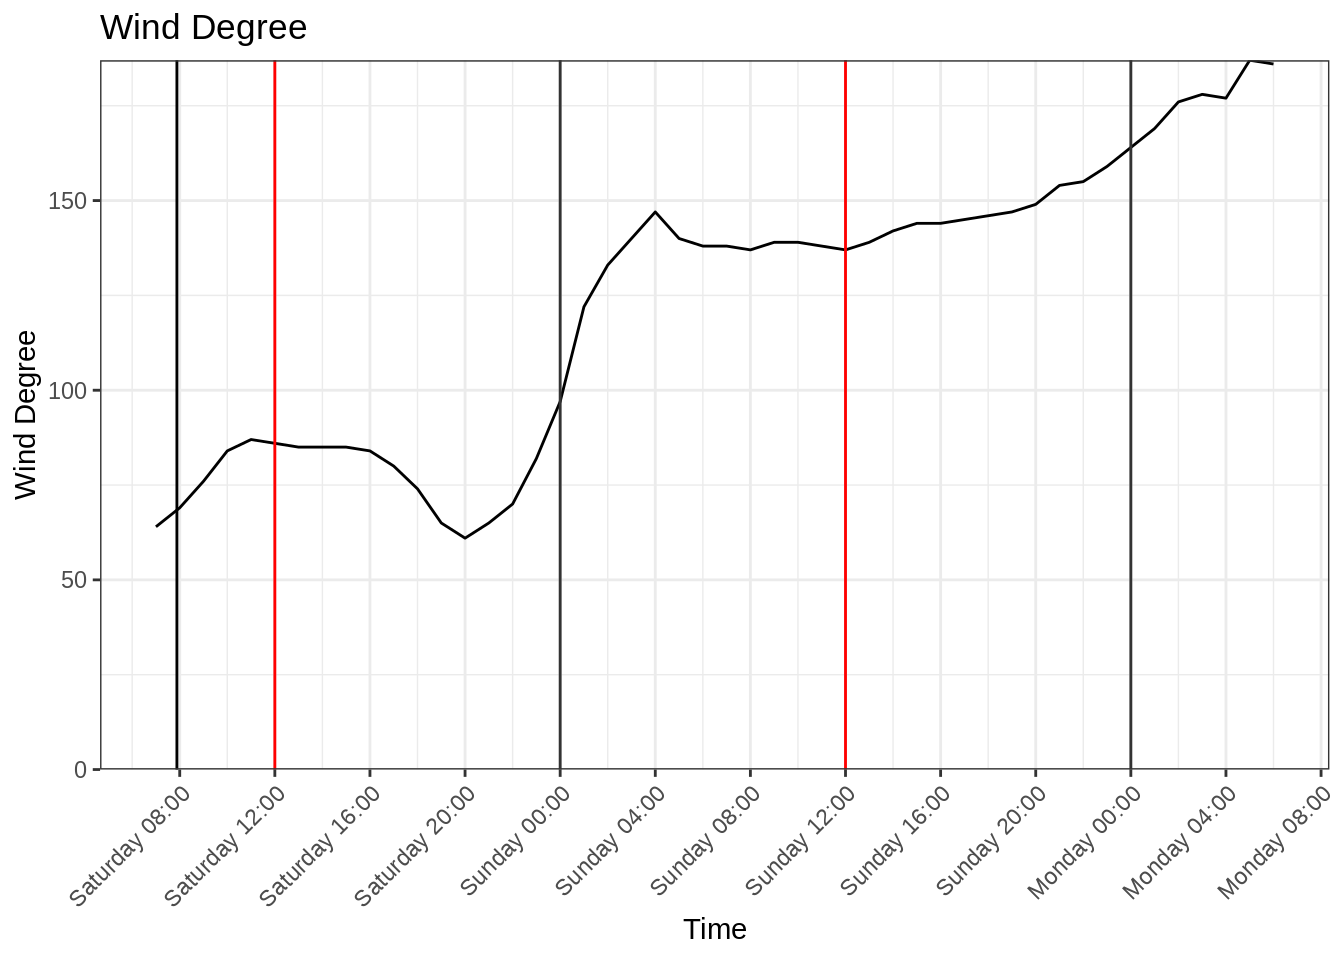 Wind Degree
Wind Degree
150
100
50
0
Saturday 08:00
Saturday 12:00
Saturday 16:00
Saturday 20:00
Sunday 00:00
Sunday 04:00
Sunday 08:00
Sunday 12:00
Sunday 16:00
Sunday 20:00
Monday 00:00
Monday 04:00
Monday 08:00
Time